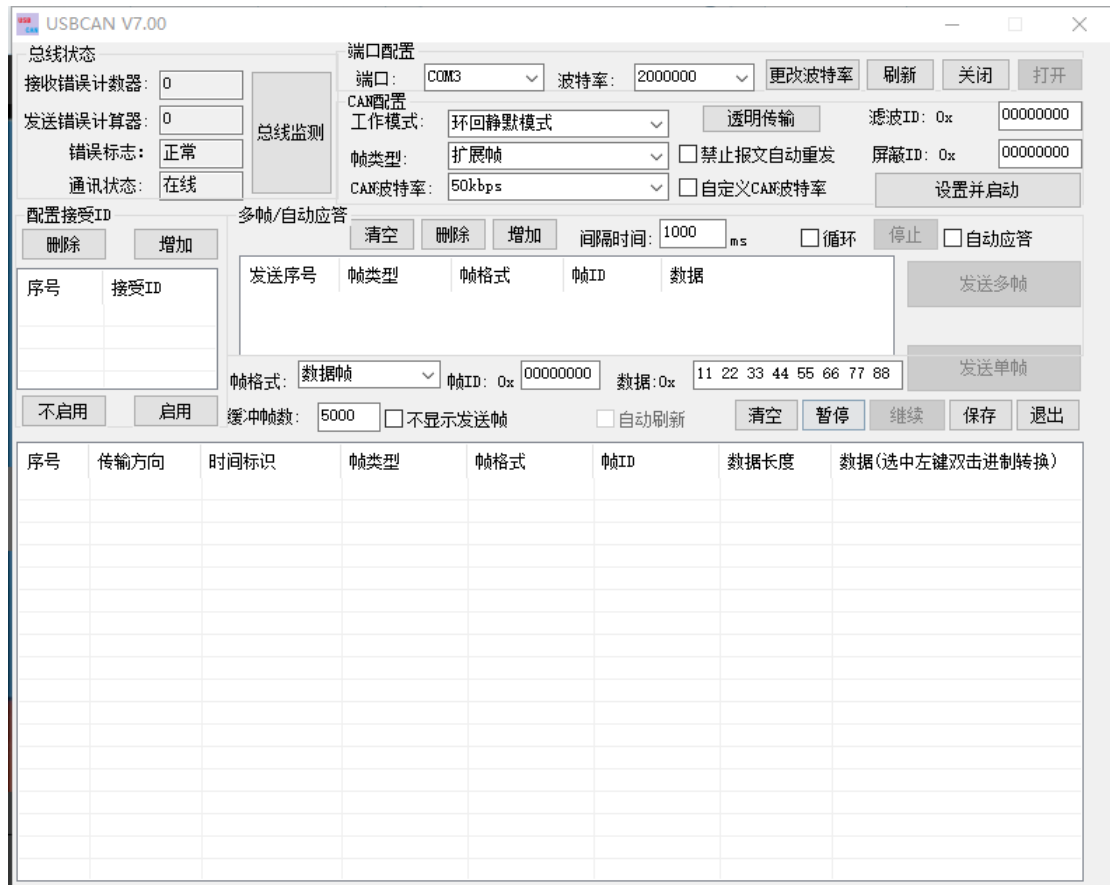 USB CAN USBCAN V7.00
总线状态
接收错误计数器: 0
发送错误计算器: 0
错误标志: 正常
通讯状态: 在线
总线监测
端口配置
端口: COM3 波特率: 2000000 更改波特率 刷新 关闭 打开
CAN配置
工作模式: 环回静默模式 透明传输 滤波ID: 0x 00000000
帧类型: 扩展帧 禁止报文自动重发 屏蔽ID: 0x 00000000
CAN波特率: 50kbps 自定义CAN波特率 设置并启动
配置接受ID
删除 增加
序号 接受ID
不启用 启用
多帧/自动应答
清空 删除 增加 间隔时间: 1000 ms 循环 停止 自动应答
发送序号 帧类型 帧格式 帧ID 数据
发送多帧
帧格式: 数据帧 帧ID: 0x 00000000 数据:0x 11 22 33 44 55 66 77 88 发送单帧
缓冲帧数: 5000 不显示发送帧 自动刷新 清空 暂停 继续 保存 退出
序号 传输方向 时间标识 帧类型 帧格式 帧ID 数据长度 数据(选中左键双击进制转换)